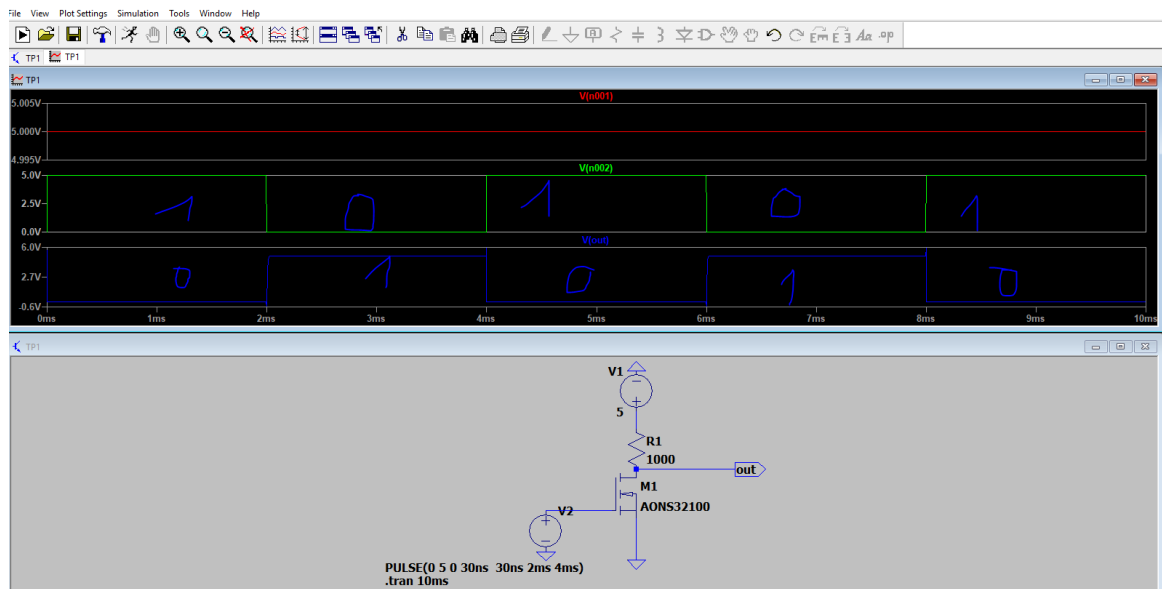 File View Plot Settings Simulation Tools Window Help
TP1 TP1
TP1
V(n001)
5.005V
5.000V
4.995V
V(n002)
5.0V
2.5V
0.0V
1 0 1 0 1
V(out)
6.0V
2.7V
-0.6V
0 1 0 1 0
0ms 1ms 2ms 3ms 4ms 5ms 6ms 7ms 8ms 9ms 10ms
TP1
V1
5
R1
1000
out
M1
AONS32100
V2
PULSE(0 5 0 30ns 30ns 2ms 4ms)
.tran 10ms